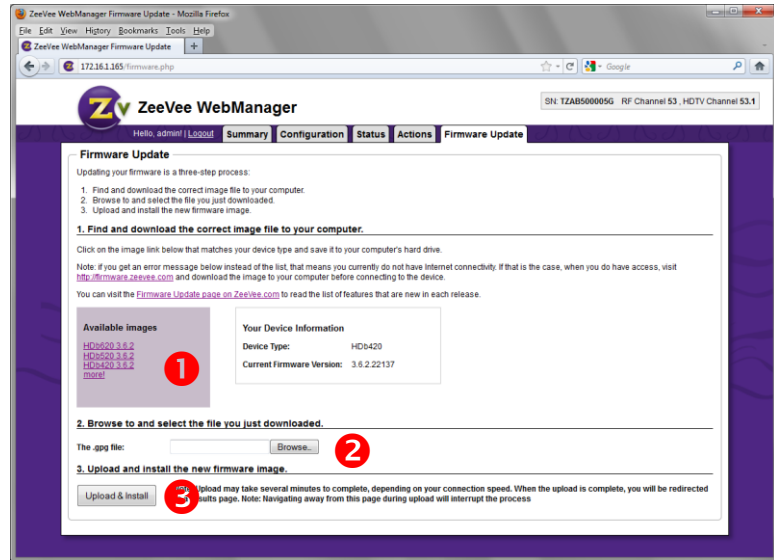 ZeeVee WebManager Firmware Update - Mozilla Firefox
File Edit View History Bookmarks Tools Help
ZeeVee WebManager Firmware Update +
172.16.1.165/firmware.php
Google
Zv ZeeVee WebManager
SN: TZAB500005G RF Channel 53 , HDTV Channel 53.1
Hello, admin! | Logout Summary Configuration Status Actions Firmware Update
Firmware Update
Updating your firmware is a three-step process:
1. Find and download the correct image file to your computer.
2. Browse to and select the file you just downloaded.
3. Upload and install the new firmware image.
1. Find and download the correct image file to your computer.
Click on the image link below that matches your device type and save it to your computer's hard drive.
Note: if you get an error message below instead of the list, that means you currently do not have Internet connectivity. If that is the case, when you do have access, visit
http://firmware.zeevee.com and download the image to your computer before connecting to the device.
You can visit the Firmware Update page on ZeeVee.com to read the list of features that are new in each release.
Available images
HDb620 3.6.2
HDb520 3.6.2
HDb420 3.6.2
more!
1
Your Device Information
Device Type: HDb420
Current Firmware Version: 3.6.2.22137
2. Browse to and select the file you just downloaded.
The .gpg file: Browse..
2
3. Upload and install the new firmware image.
Upload & Install
3
Upload may take several minutes to complete, depending on your connection speed. When the upload is complete, you will be redirected
results page. Note: Navigating away from this page during upload will interrupt the process